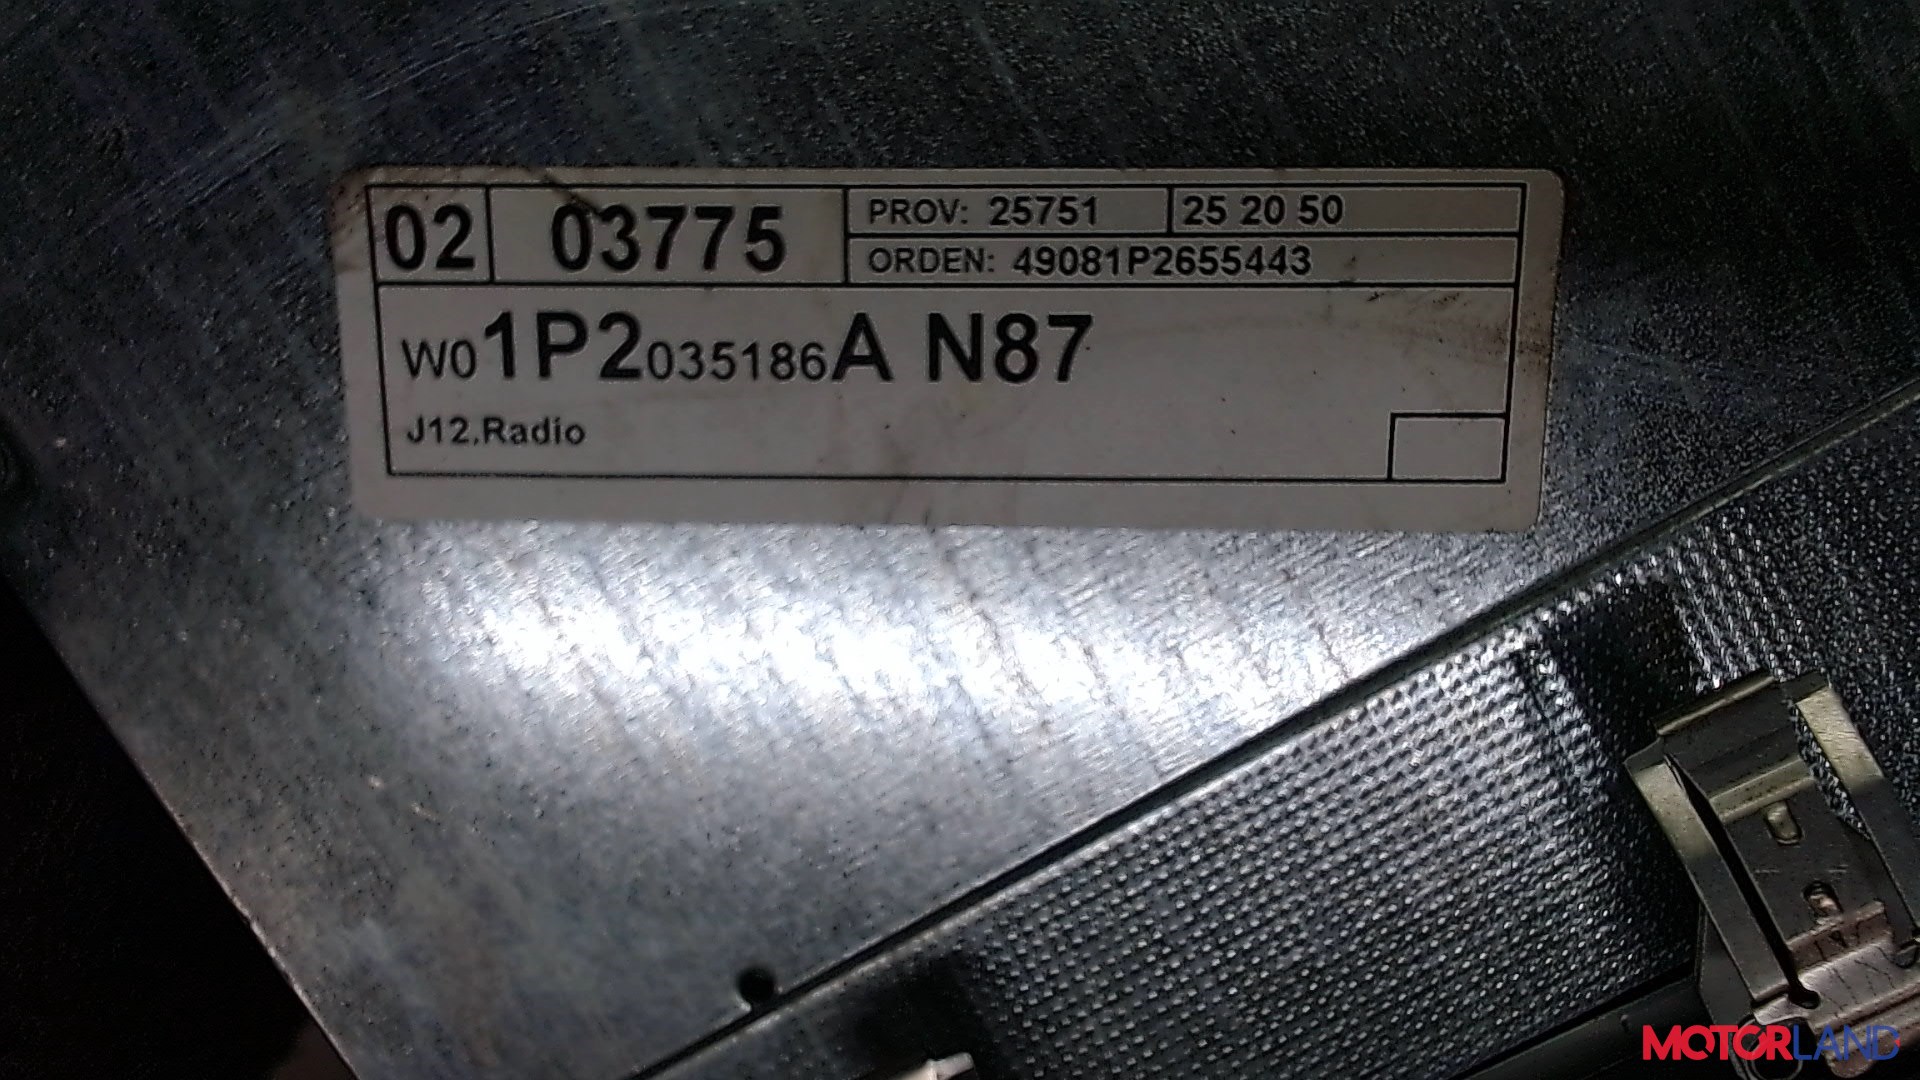 02 03775 PROV: 25751 25 20 50
ORDEN: 49081P2655443
W01P2035186A N87
J12.Radio
MOTORLAND